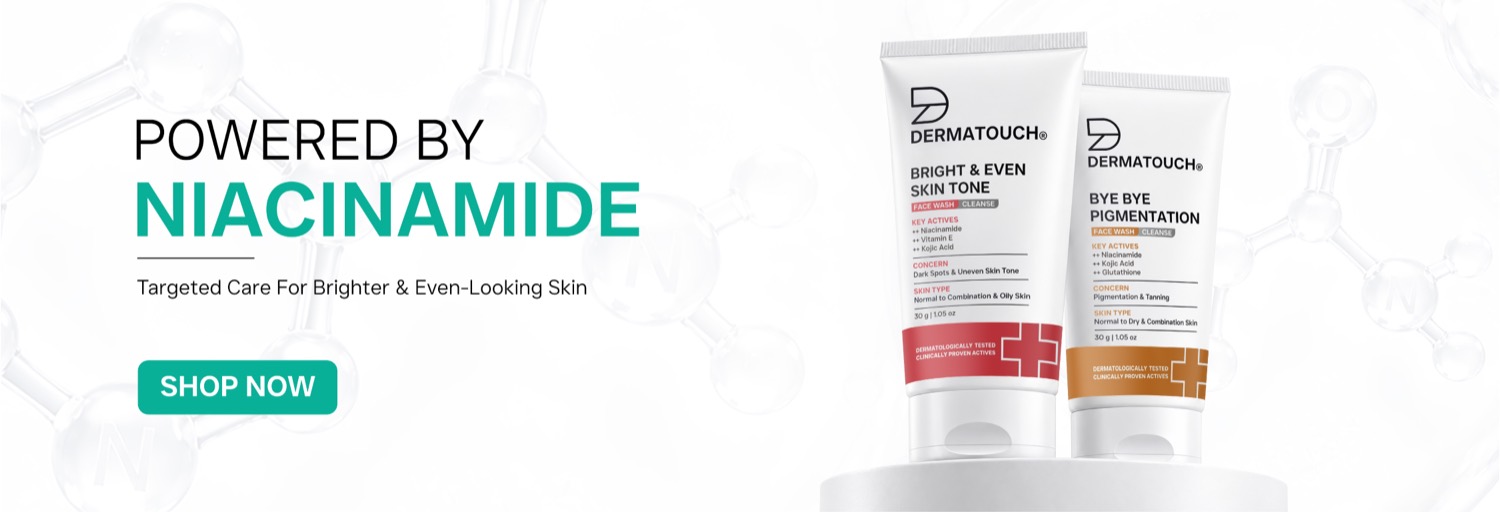 POWERED BY
NIACINAMIDE
Targeted Care For Brighter & Even-Looking Skin
SHOP NOW
DERMATOUCH®
BRIGHT & EVEN
SKIN TONE
FACE WASH CLEANSE
KEY ACTIVES
++ Niacinamide
++ Vitamin E
++ Kojic Acid
CONCERN
Dark Spots & Uneven Skin Tone
SKIN TYPE
Normal to Combination & Oily Skin
30 g | 1.05 oz
DERMATOLOGICALLY TESTED
CLINICALLY PROVEN ACTIVES
DERMATOUCH®
BYE BYE
PIGMENTATION
FACE WASH CLEANSE
KEY ACTIVES
++ Niacinamide
++ Kojic Acid
++ Glutathione
CONCERN
Pigmentation & Tanning
SKIN TYPE
Normal to Dry & Combination Skin
30 g | 1.05 oz
DERMATOLOGICALLY TESTED
CLINICALLY PROVEN ACTIVES
N
N
N